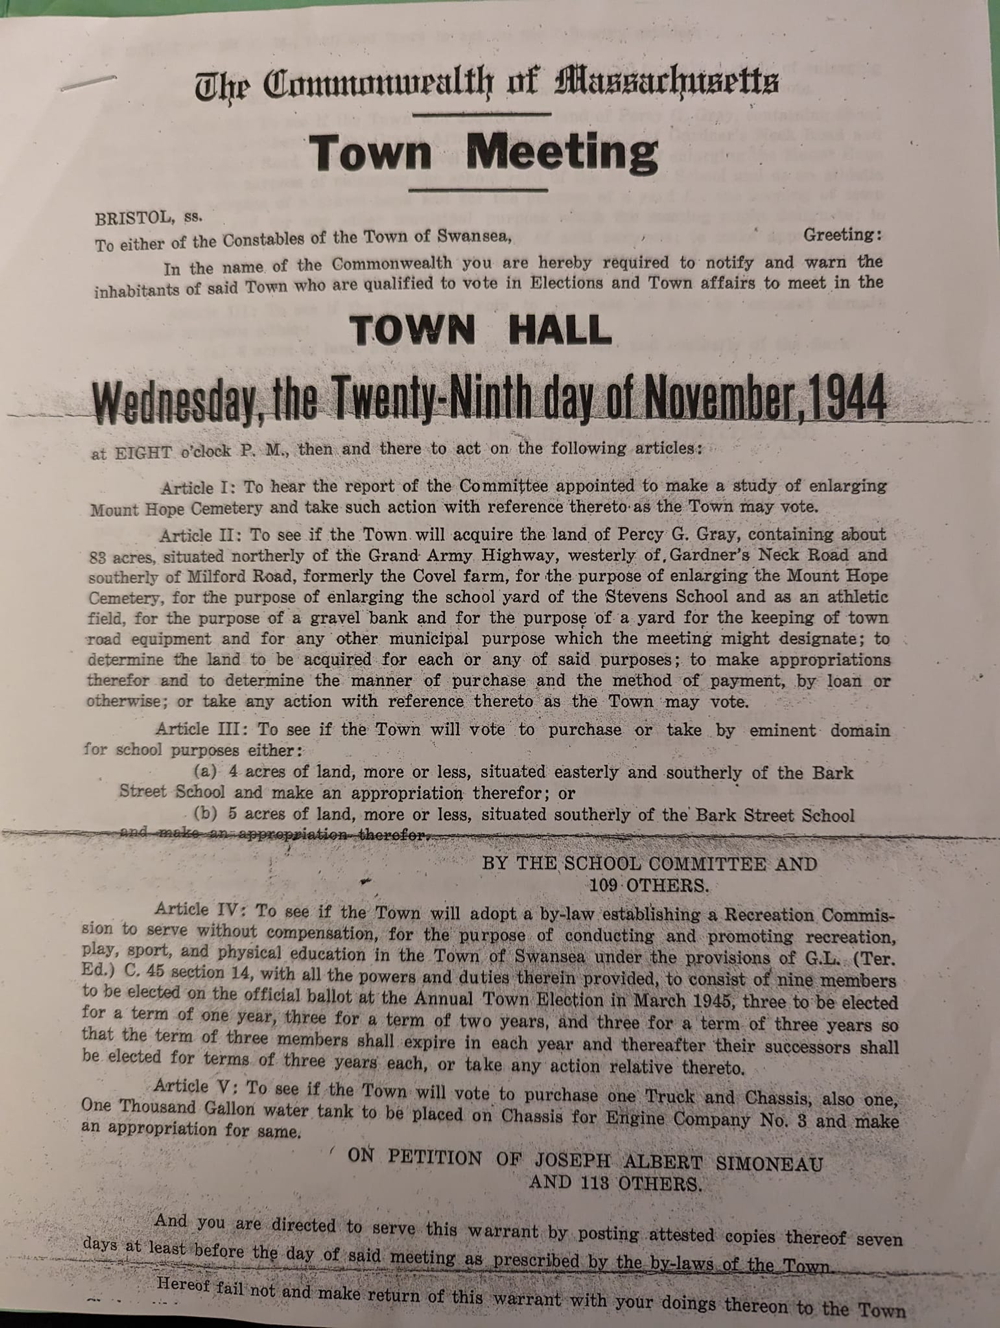 The Commonwealth of Massachusetts
Town Meeting
BRISTOL, ss.
To either of the Constables of the Town of Swansea, Greeting:
In the name of the Commonwealth you are hereby required to notify and warn the
inhabitants of said Town who are qualified to vote in Elections and Town affairs to meet in the
TOWN HALL
Wednesday, the Twenty-Ninth day of November, 1944
at EIGHT o'clock P. M., then and there to act on the following articles:
Article I: To hear the report of the Committee appointed to make a study of enlarging
Mount Hope Cemetery and take such action with reference thereto as the Town may vote.
Article II: To see if the Town will acquire the land of Percy G. Gray, containing about
83 acres, situated northerly of the Grand Army Highway, westerly of Gardner's Neck Road and
southerly of Milford Road, formerly the Covel farm, for the purpose of enlarging the Mount Hope
Cemetery, for the purpose of enlarging the school yard of the Stevens School and as an athletic
field, for the purpose of a gravel bank and for the purpose of a yard for the keeping of town
road equipment and for any other municipal purpose which the meeting might designate; to
determine the land to be acquired for each or any of said purposes; to make appropriations
therefor and to determine the manner of purchase and the method of payment, by loan or
otherwise; or take any action with reference thereto as the Town may vote.
Article III: To see if the Town will vote to purchase or take by eminent domain
for school purposes either:
(a) 4 acres of land, more or less, situated easterly and southerly of the Bark
Street School and make an appropriation therefor; or
(b) 5 acres of land, more or less, situated southerly of the Bark Street School
and make an appropriation therefor.
BY THE SCHOOL COMMITTEE AND
109 OTHERS.
Article IV: To see if the Town will adopt a by-law establishing a Recreation Commis-
sion to serve without compensation, for the purpose of conducting and promoting recreation,
play, sport, and physical education in the Town of Swansea under the provisions of G.L. (Ter.
Ed.) C. 45 section 14, with all the powers and duties therein provided, to consist of nine members
to be elected on the official ballot at the Annual Town Election in March 1945, three to be elected
for a term of one year, three for a term of two years, and three for a term of three years so
that the term of three members shall expire in each year and thereafter their successors shall
be elected for terms of three years each, or take any action relative thereto.
Article V: To see if the Town will vote to purchase one Truck and Chassis, also one,
One Thousand Gallon water tank to be placed on Chassis for Engine Company No. 3 and make
an appropriation for same.
ON PETITION OF JOSEPH ALBERT SIMONEAU
AND 113 OTHERS.
And you are directed to serve this warrant by posting attested copies thereof seven
days at least before the day of said meeting as prescribed by the by-laws of the Town.
Hereof fail not and make return of this warrant with your doings thereon to the Town